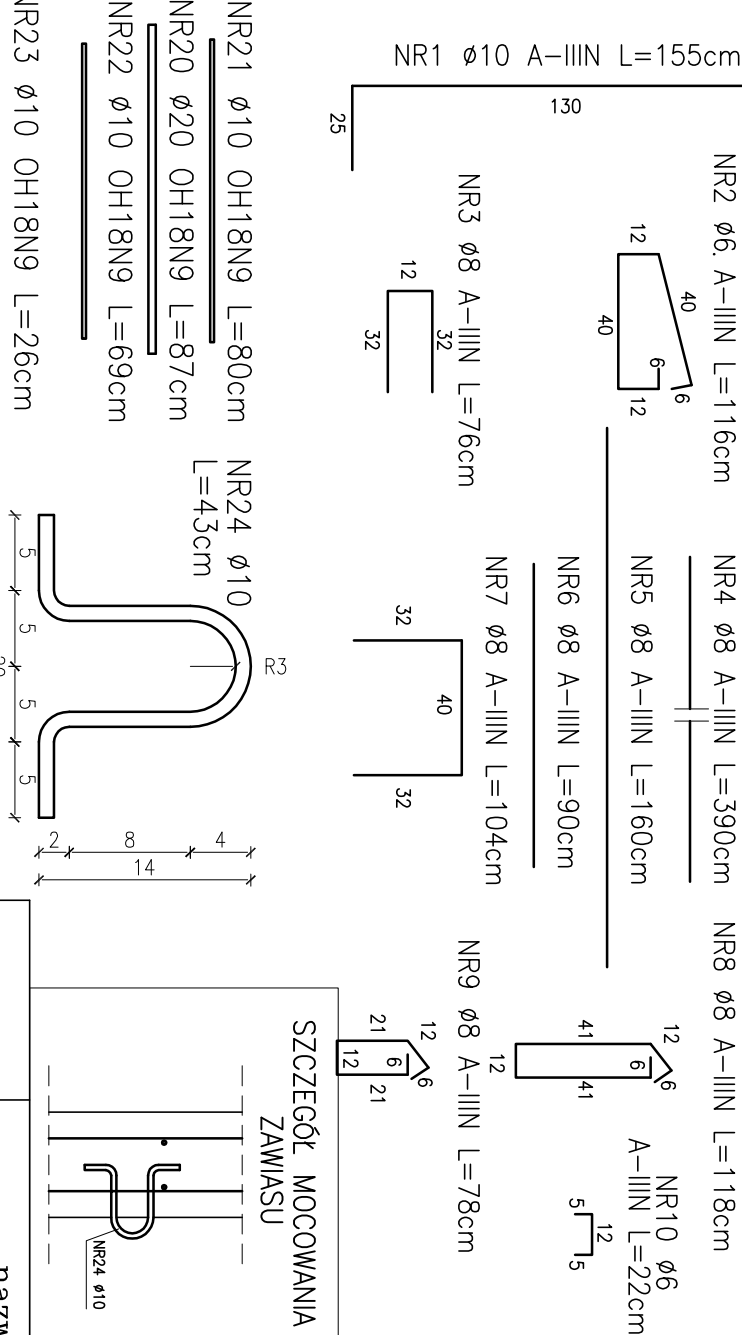 NR1 ø10 A-IIIN L=155cm
130
25
NR2 ø6. A-IIIN L=116cm
12
40
40
6
6
12
NR3 ø8 A-IIIN L=76cm
12
32
32
NR4 ø8 A-IIIN L=390cm
NR5 ø8 A-IIIN L=160cm
NR6 ø8 A-IIIN L=90cm
NR7 ø8 A-IIIN L=104cm
32
40
32
NR8 ø8 A-IIIN L=118cm
12
41
6
6
41
12
NR9 ø8 A-IIIN L=78cm
12
21
6
6
12
21
NR10 ø6
A-IIIN L=22cm
12
5
5
NR21 ø10 OH18N9 L=80cm
NR20 ø20 OH18N9 L=87cm
NR22 ø10 OH18N9 L=69cm
NR23 ø10 OH18N9 L=26cm
NR24 ø10
L=43cm
R3
5
5
5
5
2
8
4
14
SZCZEGÓŁ MOCOWANIA
ZAWIASU
NR24 ø10